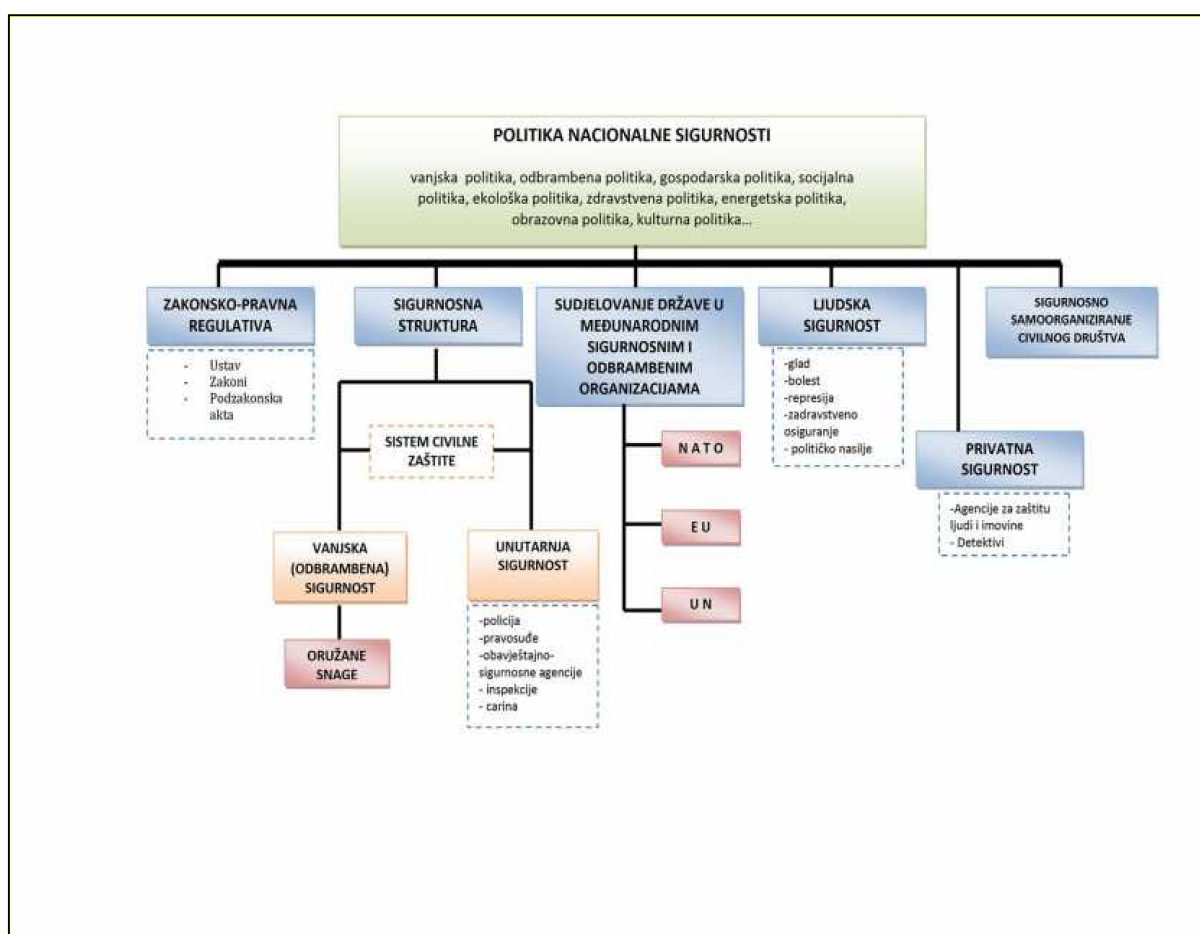 POLITIKA NACIONALNE SIGURNOSTI
vanjska politika, odbrambena politika, gospodarska politika, socijalna
politika, ekološka politika, zdravstvena politika, energetska politika,
obrazovna politika, kulturna politika...
ZAKONSKO-PRAVNA
REGULATIVA
- Ustav
- Zakoni
- Podzakonska
akta
SIGURNOSNA
STRUKTURA
SISTEM CIVILNE
ZAŠTITE
VANJSKA
(ODBRAMBENA)
SIGURNOST
ORUŽANE
SNAGE
UNUTARNJA
SIGURNOST
-policija
-pravosuđe
-obavještajno-
sigurnosne agencije
- inspekcije
- carina
SUDJELOVANJE DRŽAVE U
MEĐUNARODNIM
SIGURNOSNIM I
ODBRAMBENIM
ORGANIZACIJAMA
N A T O
E U
U N
LJUDSKA
SIGURNOST
-glad
-bolest
-represija
-zadravstveno
osiguranje
- političko nasilje
PRIVATNA
SIGURNOST
-Agencije za zaštitu
ljudi i imovine
- Detektivi
SIGURNOSNO
SAMOORGANIZIRANJE
CIVILNOG DRUŠTVA